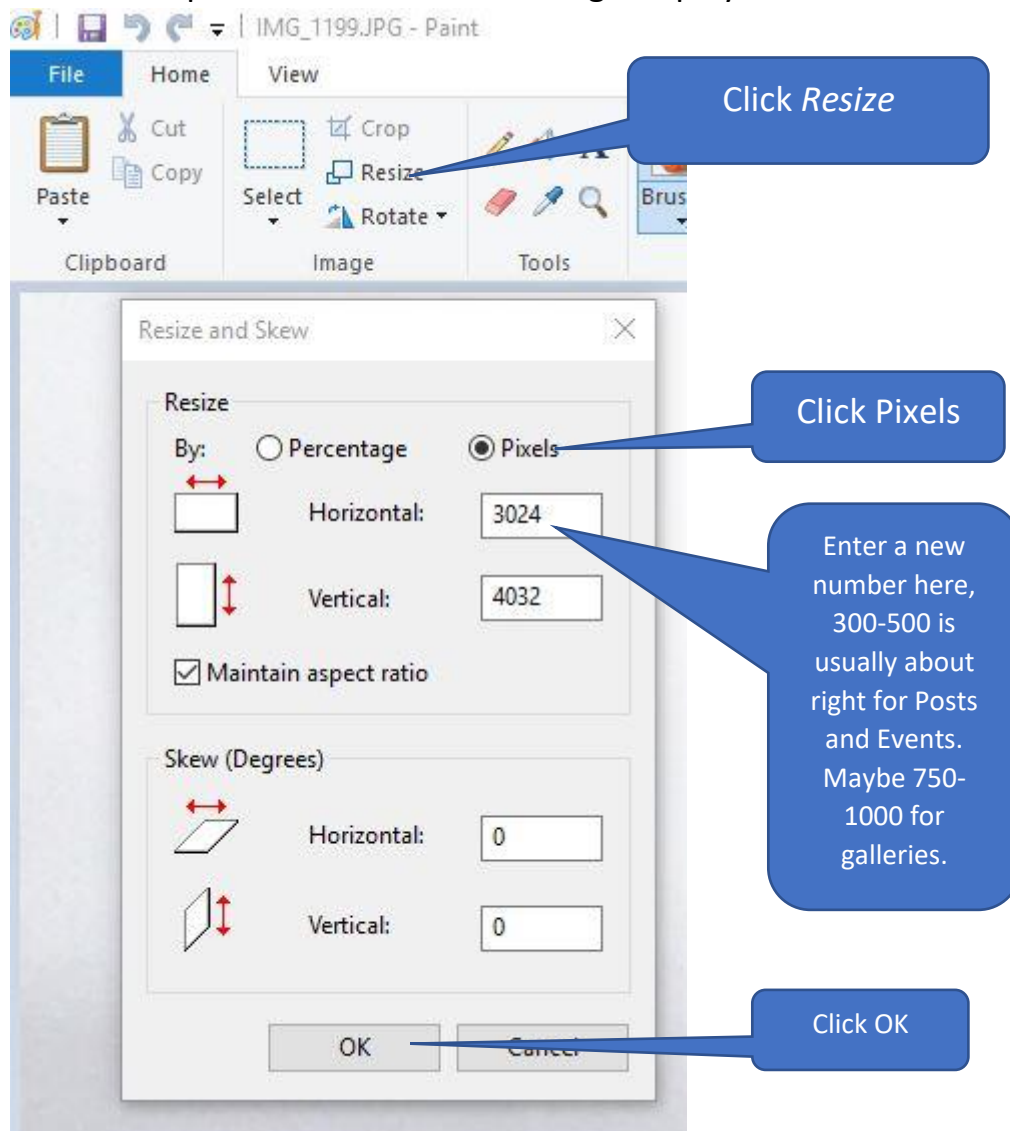 IMG_1199.JPG - Paint
File Home View
Click Resize
Cut
Copy
Paste
Select
Crop
Resize
Rotate
A
Clipboard
Image
Tools
Resize and Skew
Resize
By: Percentage Pixels
Click Pixels
Horizontal: 3024
Vertical: 4032
Maintain aspect ratio
Enter a new
number here,
300-500 is
usually about
right for Posts
and Events.
Maybe 750-
1000 for
galleries.
Skew (Degrees)
Horizontal: 0
Vertical: 0
OK
Cancel
Click OK